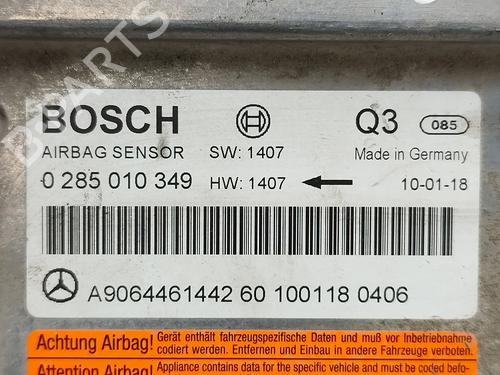 BOSCH Q3 085
AIRBAG SENSOR SW: 1407 Made in Germany
0 285 010 349 HW: 1407 10-01-18
A9064461442 60 100118 0406
Achtung Airbag! Gerät enthält fahrzeugspezifische Daten und muß vor Inbetriebnahme
codiert werden. Entfernen und Einbau in andere Fahrzeuge verboten.
Attention Airbag! Apparatus contains data for the specific vehicle and must be coded befo-